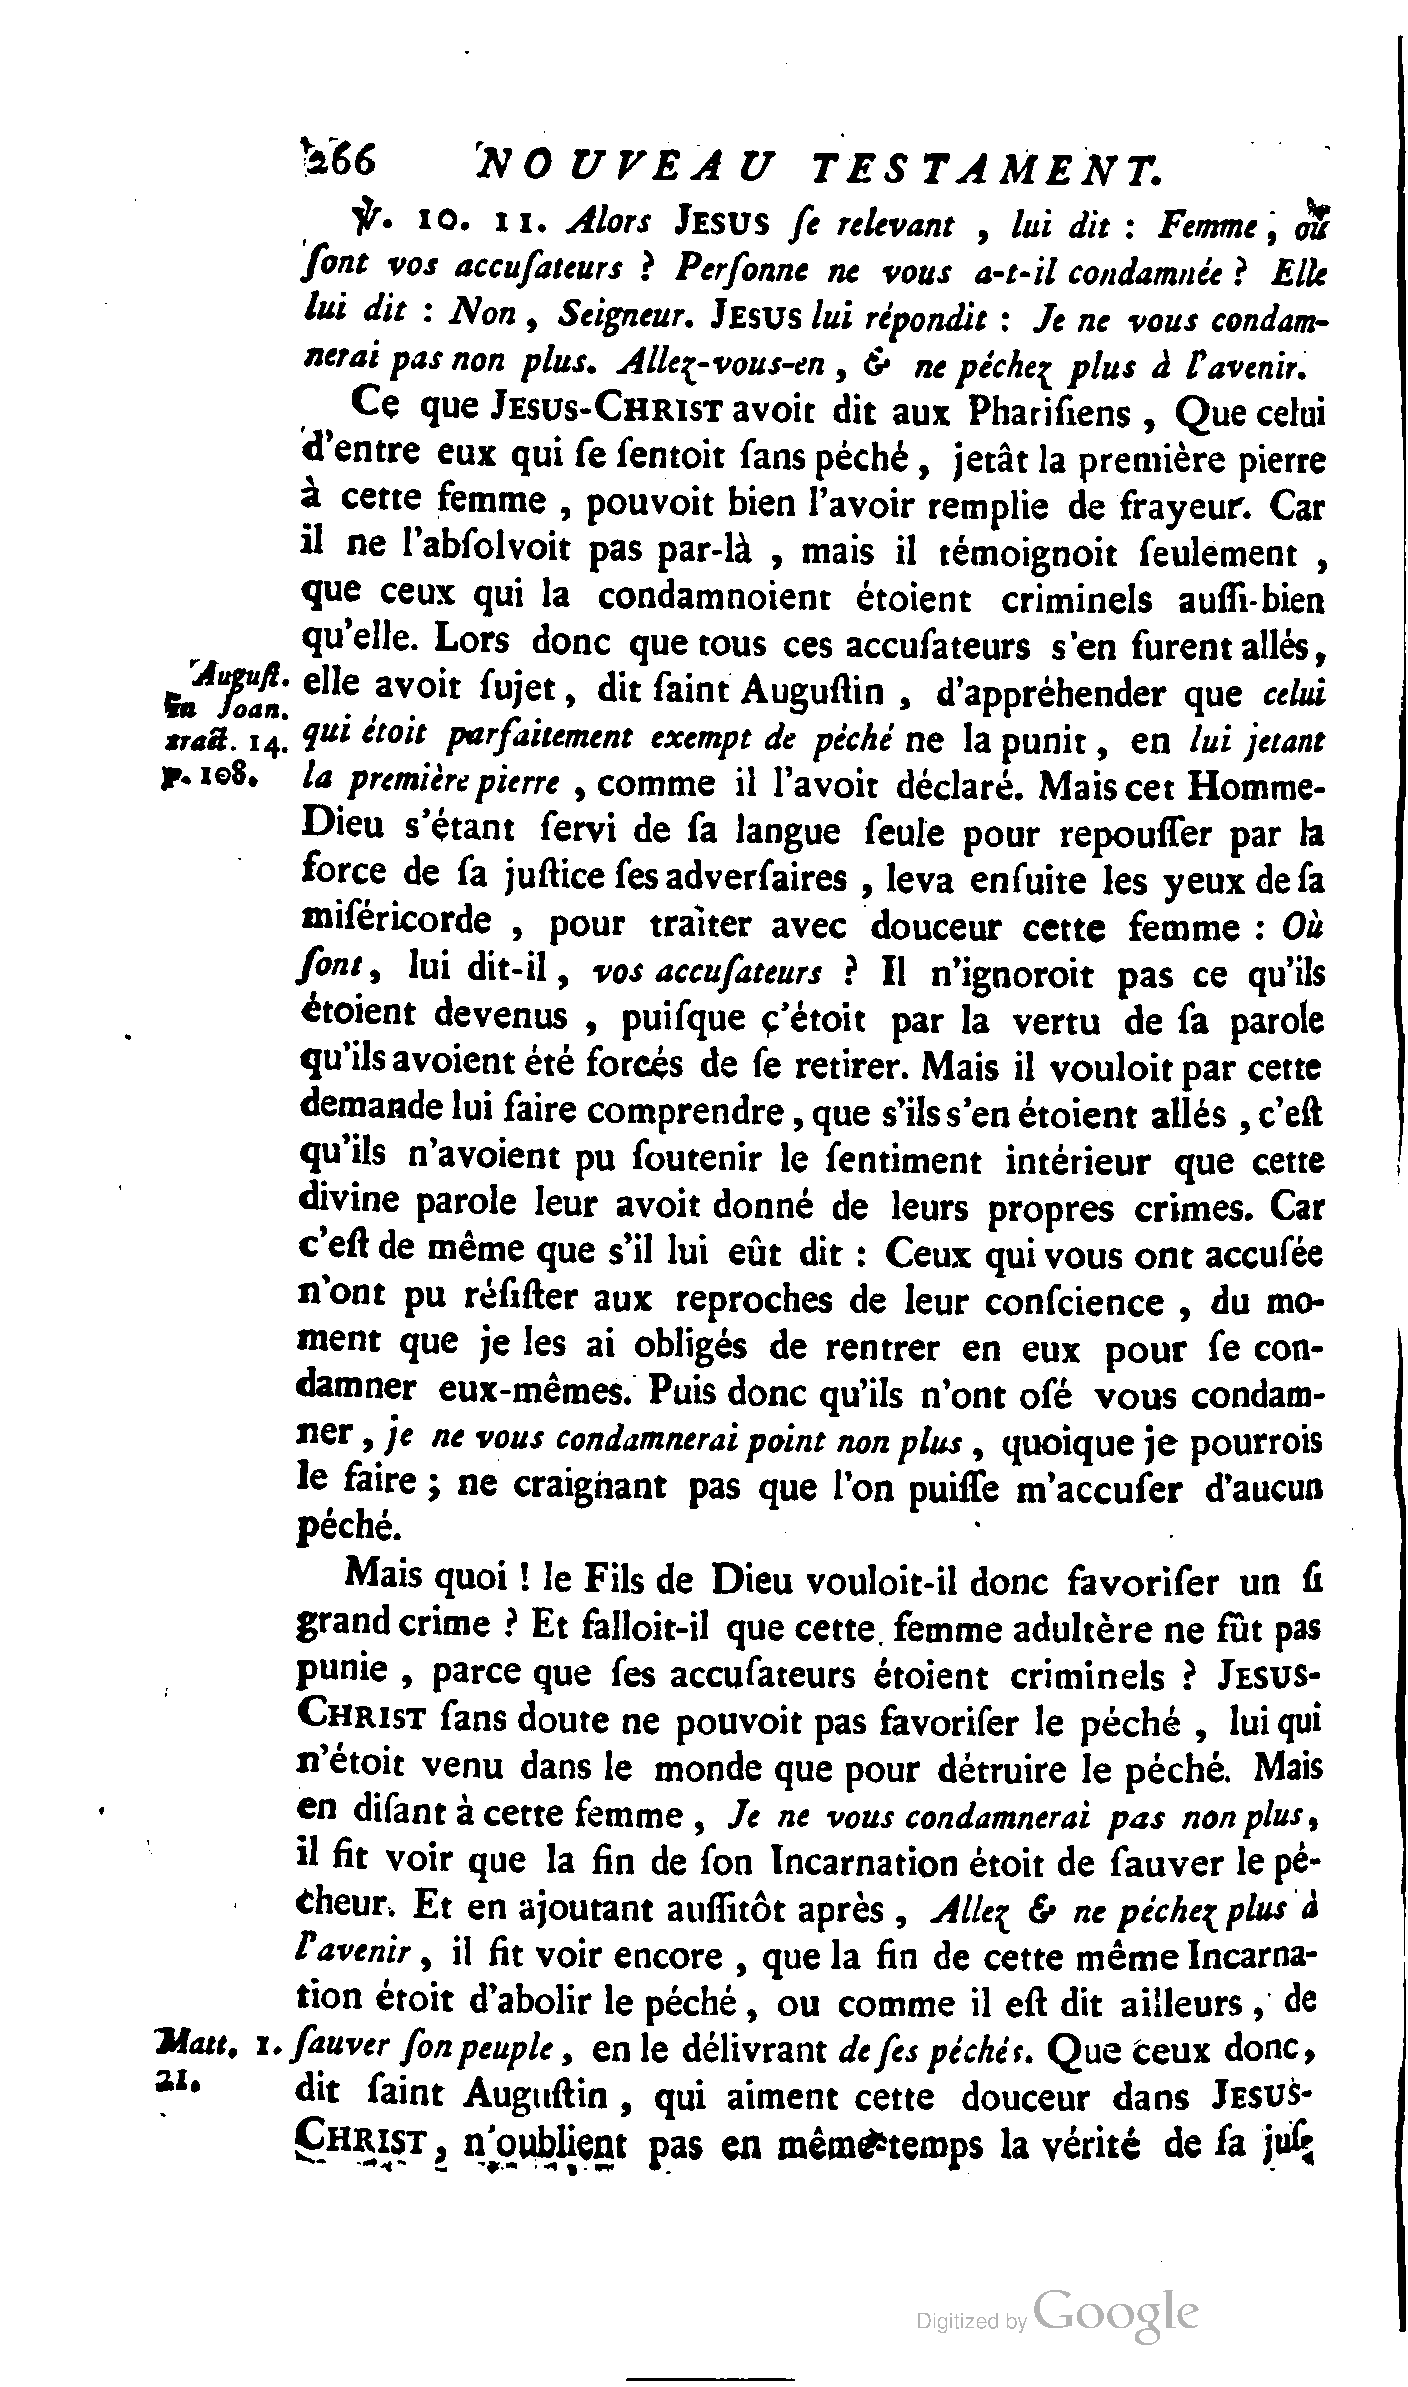 266 NOUVEAU TESTAMENT.
℣. 10. 11. Alors JESUS ſe relevant , lui dit : Femme , où
ſont vos accuſateurs ? Perſonne ne vous a-t-il condamnée ? Elle
lui dit : Non , Seigneur. JESUS lui répondit : Je ne vous condam-
nerai pas non plus. Allez-vous-en , & ne péchez plus à l'avenir.
Ce que JESUS-CHRIST avoit dit aux Phariſiens , Que celui
d'entre eux qui ſe ſentoit ſans péché , jetât la première pierre
à cette femme , pouvoit bien l'avoir remplie de frayeur. Car
il ne l'abſolvoit pas par-là , mais il témoignoit ſeulement ,
que ceux qui la condamnoient étoient criminels auſſi-bien
qu'elle. Lors donc que tous ces accuſateurs s'en furent allés,
Auguſt. elle avoit ſujet, dit ſaint Auguſtin , d'appréhender que celui
in Joan.
tract. 14. qui étoit parfaitement exempt de péché ne la punit , en lui jetant
p. 108. la première pierre , comme il l'avoit déclaré. Mais cet Homme-
Dieu s'étant ſervi de ſa langue ſeule pour repouſſer par la
force de ſa juſtice ſes adverſaires , leva enſuite les yeux de ſa
miſéricorde , pour traiter avec douceur cette femme : Où
ſont, lui dit-il, vos accuſateurs ? Il n'ignoroit pas ce qu'ils
étoient devenus , puiſque ç'étoit par la vertu de ſa parole
qu'ils avoient été forcés de ſe retirer. Mais il vouloit par cette
demande lui faire comprendre , que s'ils s'en étoient allés , c'eſt
qu'ils n'avoient pu ſoutenir le ſentiment intérieur que cette
divine parole leur avoit donné de leurs propres crimes. Car
c'eſt de même que s'il lui eût dit : Ceux qui vous ont accuſée
n'ont pu réſiſter aux reproches de leur conſcience , du mo-
ment que je les ai obligés de rentrer en eux pour ſe con-
damner eux-mêmes. Puis donc qu'ils n'ont oſé vous condam-
ner , je ne vous condamnerai point non plus , quoique je pourrois
le faire ; ne craignant pas que l'on puiſſe m'accuſer d'aucun
péché.
Mais quoi ! le Fils de Dieu vouloit-il donc favoriſer un ſi
grand crime ? Et falloit-il que cette femme adultère ne fût pas
punie , parce que ſes accuſateurs étoient criminels ? JESUS-
CHRIST ſans doute ne pouvoit pas favoriſer le péché , lui qui
n'étoit venu dans le monde que pour détruire le péché. Mais
en diſant à cette femme , Je ne vous condamnerai pas non plus,
il fit voir que la fin de ſon Incarnation étoit de ſauver le pé-
cheur. Et en ajoutant auſſitôt après , Allez & ne péchez plus à
l'avenir , il fit voir encore , que la fin de cette même Incarna-
tion étoit d'abolir le péché , ou comme il eſt dit ailleurs , de
Matt. 1. ſauver ſon peuple , en le délivrant de ſes péchés. Que ceux donc,
21. dit ſaint Auguſtin , qui aiment cette douceur dans JESUS-
CHRIST , n'oublient pas en même-temps la vérité de ſa juſ-
Digitized by Google